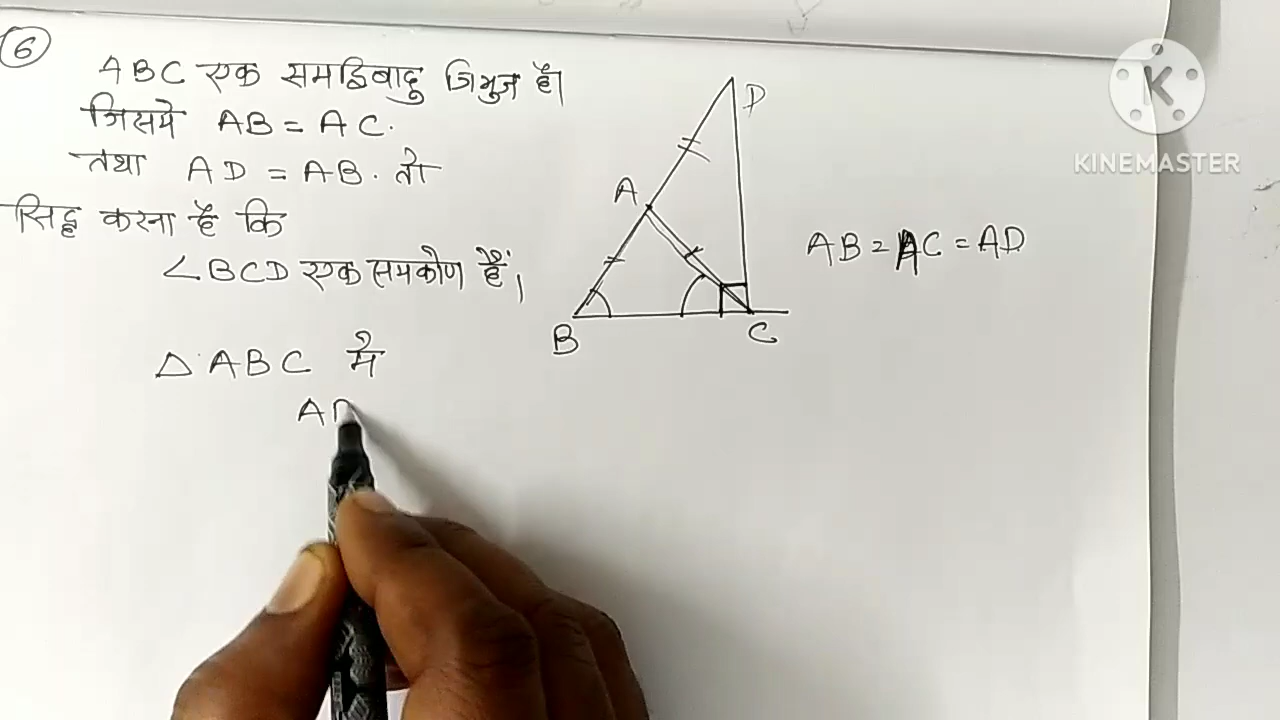 6
ABC एक समद्विबाहु त्रिभुज है।
जिसमे AB = AC.
तथा AD = AB. तो
सिद्ध करना है कि
∠BCD एक समकोण है।
△ ABC मे
A
D
A
B
C
AB = AC = AD
K
KINEMASTER